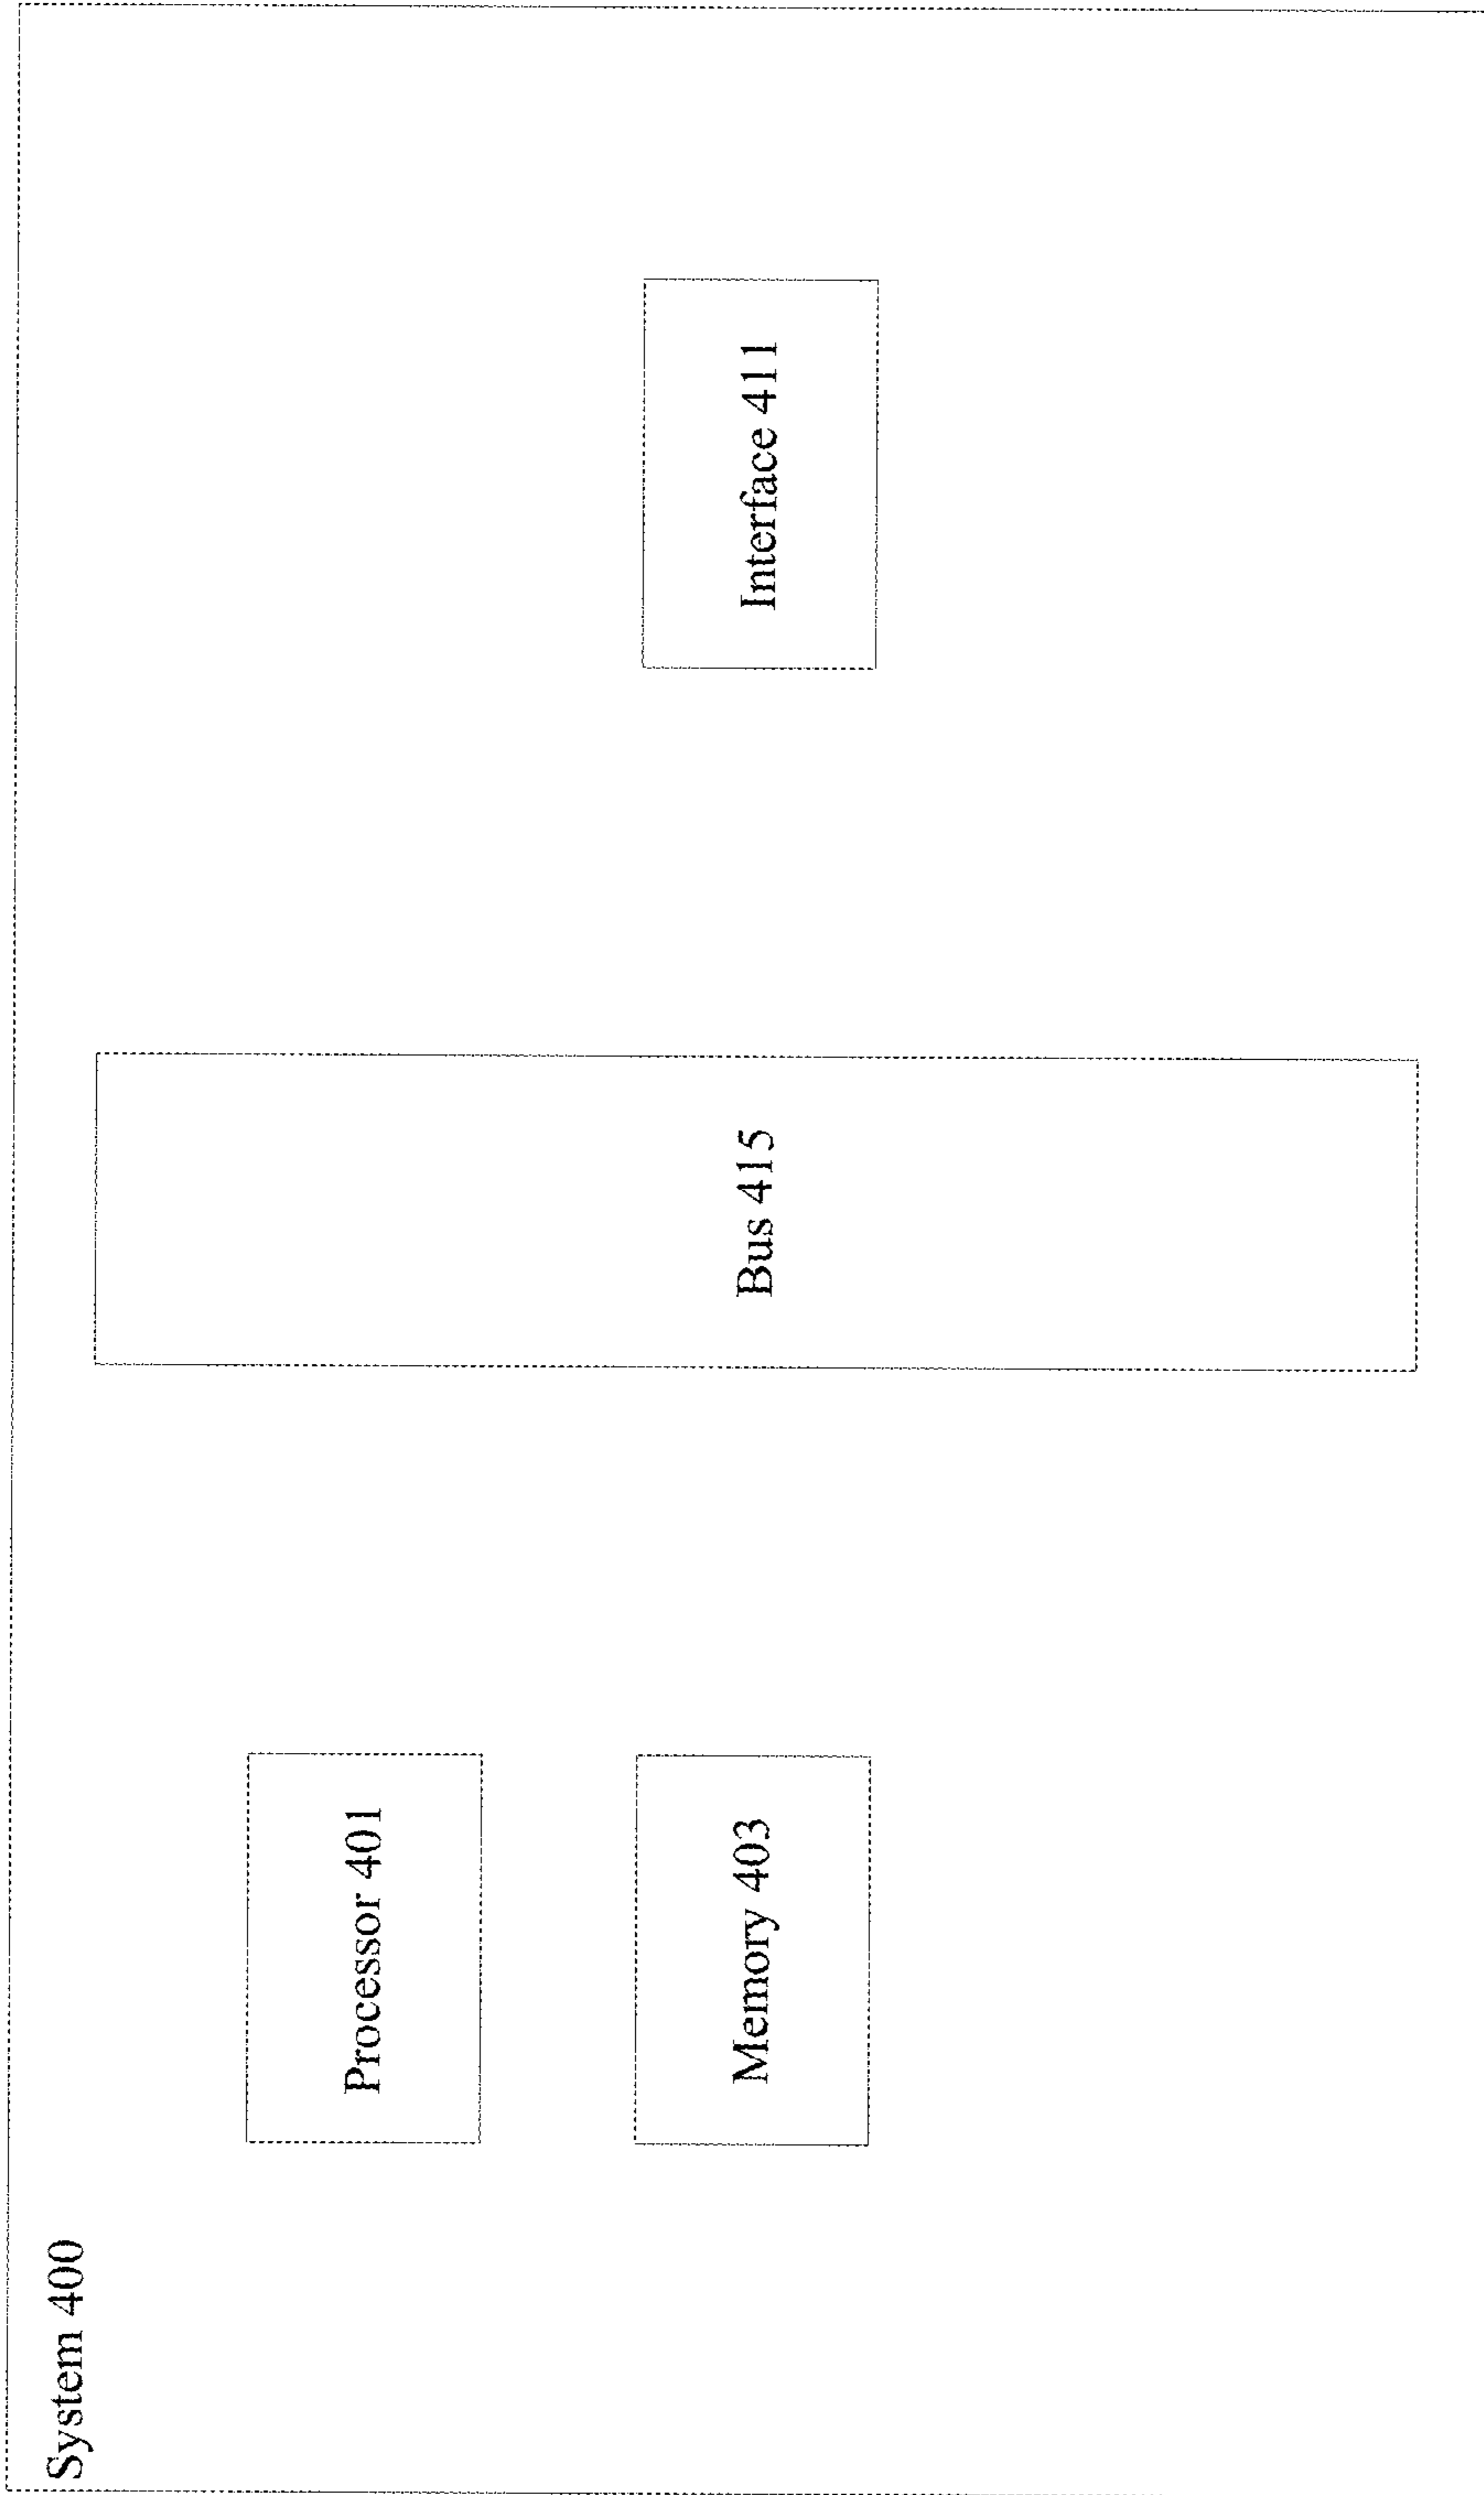 System 400
Processor 401
Memory 403
Bus 415
Interface 411